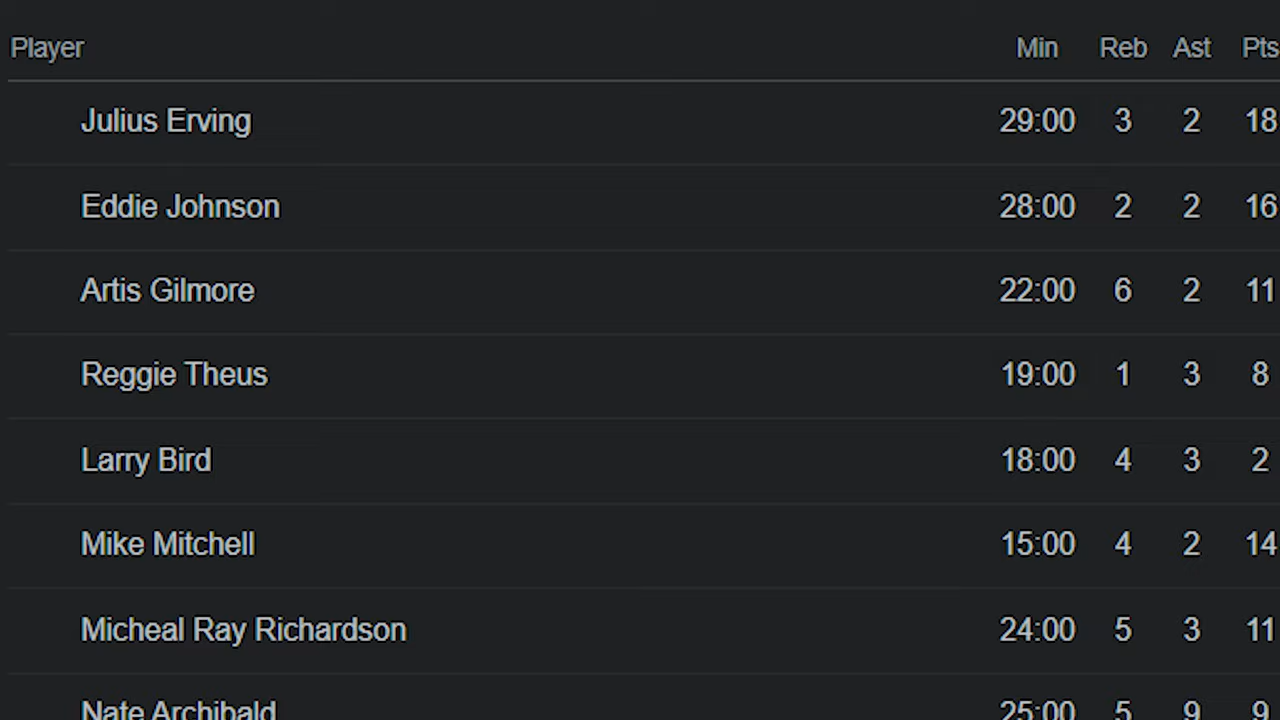 Player Min Reb Ast Pts
Julius Erving 29:00 3 2 18
Eddie Johnson 28:00 2 2 16
Artis Gilmore 22:00 6 2 11
Reggie Theus 19:00 1 3 8
Larry Bird 18:00 4 3 2
Mike Mitchell 15:00 4 2 14
Micheal Ray Richardson 24:00 5 3 11
Nate Archibald 25:00 5 9 9